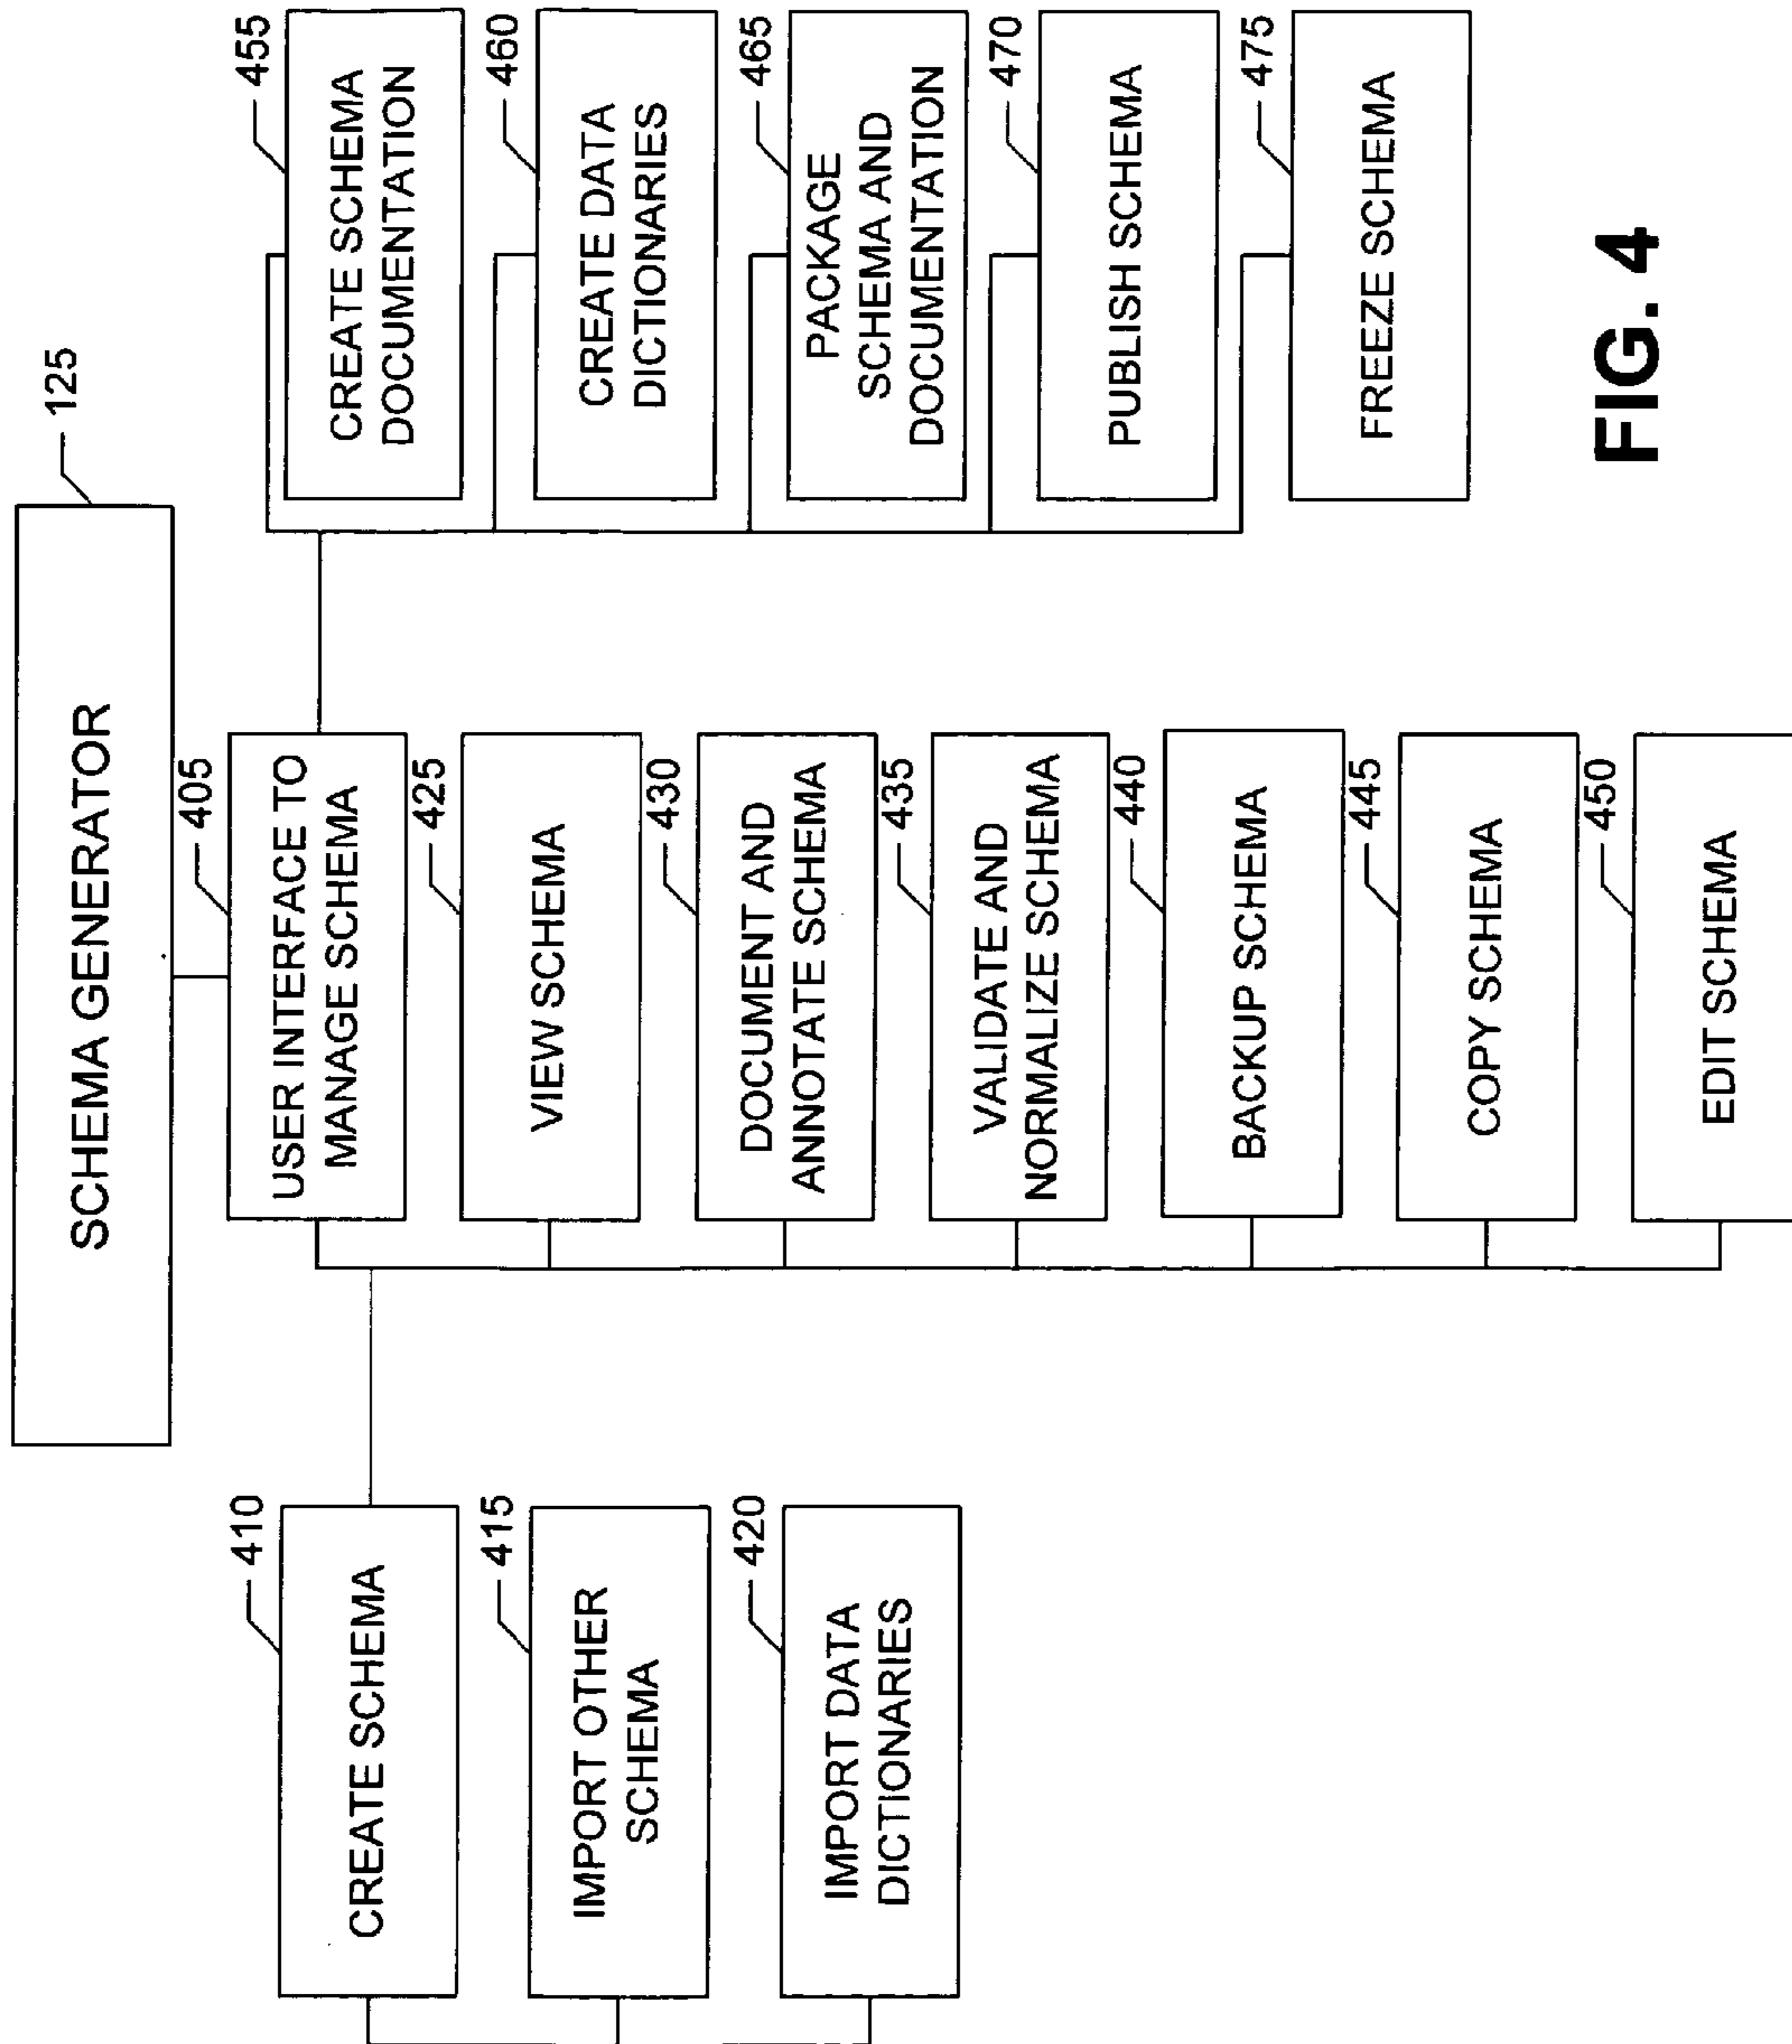 SCHEMA GENERATOR
125
410
CREATE SCHEMA
415
IMPORT OTHER
SCHEMA
420
IMPORT DATA
DICTIONARIES
405
USER INTERFACE TO
MANAGE SCHEMA
425
VIEW SCHEMA
430
DOCUMENT AND
ANNOTATE SCHEMA
435
VALIDATE AND
NORMALIZE SCHEMA
440
BACKUP SCHEMA
445
COPY SCHEMA
450
EDIT SCHEMA
455
CREATE SCHEMA
DOCUMENTATION
460
CREATE DATA
DICTIONARIES
465
PACKAGE
SCHEMA AND
DOCUMENTATION
470
PUBLISH SCHEMA
475
FREEZE SCHEMA
FIG. 4